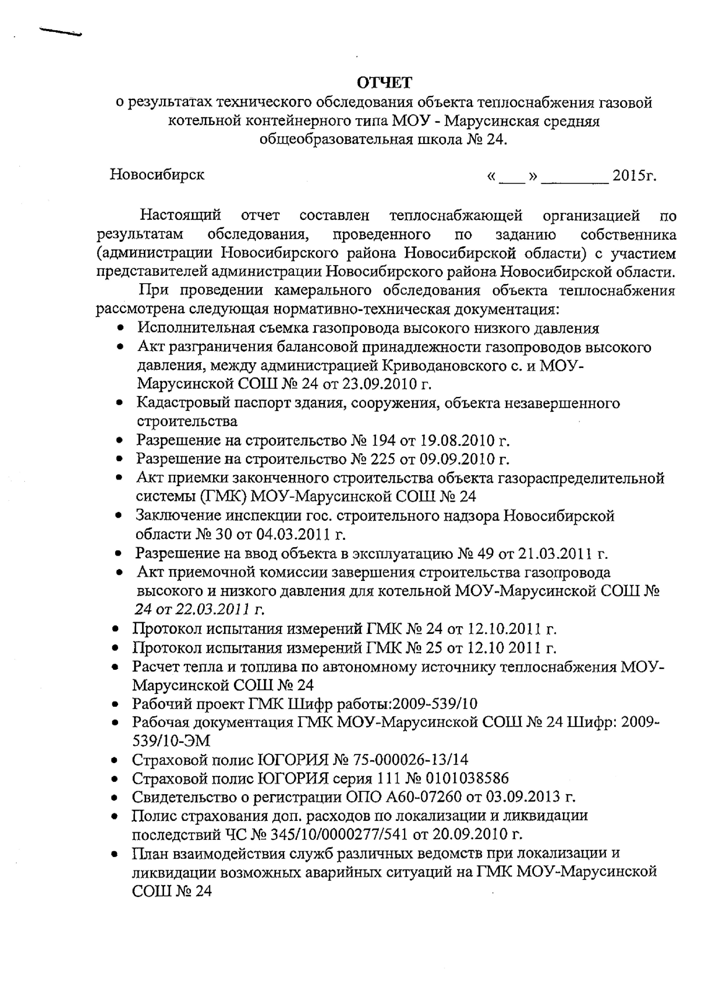 ОТЧЕТ
о результатах технического обследования объекта теплоснабжения газовой
котельной контейнерного типа МОУ - Марусинская средняя
общеобразовательная школа № 24.
Новосибирск «___» ________ 2015г.
Настоящий отчет составлен теплоснабжающей организацией по
результатам обследования, проведенного по заданию собственника
(администрации Новосибирского района Новосибирской области) с участием
представителей администрации Новосибирского района Новосибирской области.
При проведении камерального обследования объекта теплоснабжения
рассмотрена следующая нормативно-техническая документация:
• Исполнительная съемка газопровода высокого низкого давления
• Акт разграничения балансовой принадлежности газопроводов высокого
давления, между администрацией Криводановского с. и МОУ-
Марусинской СОШ № 24 от 23.09.2010 г.
• Кадастровый паспорт здания, сооружения, объекта незавершенного
строительства
• Разрешение на строительство № 194 от 19.08.2010 г.
• Разрешение на строительство № 225 от 09.09.2010 г.
• Акт приемки законченного строительства объекта газораспределительной
системы (ГМК) МОУ-Марусинской СОШ № 24
• Заключение инспекции гос. строительного надзора Новосибирской
области № 30 от 04.03.2011 г.
• Разрешение на ввод объекта в эксплуатацию № 49 от 21.03.2011 г.
• Акт приемочной комиссии завершения строительства газопровода
высокого и низкого давления для котельной МОУ-Марусинской СОШ №
24 от 22.03.2011 г.
• Протокол испытания измерений ГМК № 24 от 12.10.2011 г.
• Протокол испытания измерений ГМК № 25 от 12.10 2011 г.
• Расчет тепла и топлива по автономному источнику теплоснабжения МОУ-
Марусинской СОШ № 24
• Рабочий проект ГМК Шифр работы:2009-539/10
• Рабочая документация ГМК МОУ-Марусинской СОШ № 24 Шифр: 2009-
539/10-ЭМ
• Страховой полис ЮГОРИЯ № 75-000026-13/14
• Страховой полис ЮГОРИЯ серия 111 № 0101038586
• Свидетельство о регистрации ОПО А60-07260 от 03.09.2013 г.
• Полис страхования доп. расходов по локализации и ликвидации
последствий ЧС № 345/10/0000277/541 от 20.09.2010 г.
• План взаимодействия служб различных ведомств при локализации и
ликвидации возможных аварийных ситуаций на ГМК МОУ-Марусинской
СОШ № 24